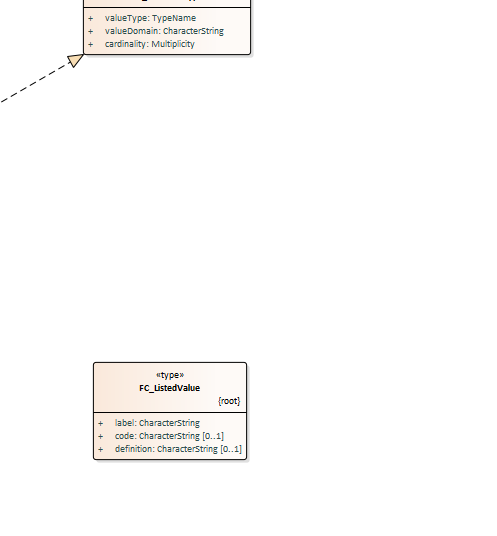 + valueType: TypeName
+ valueDomain: CharacterString
+ cardinality: Multiplicity
«type»
FC_ListedValue
{root}
+ label: CharacterString
+ code: CharacterString [0..1]
+ definition: CharacterString [0..1]